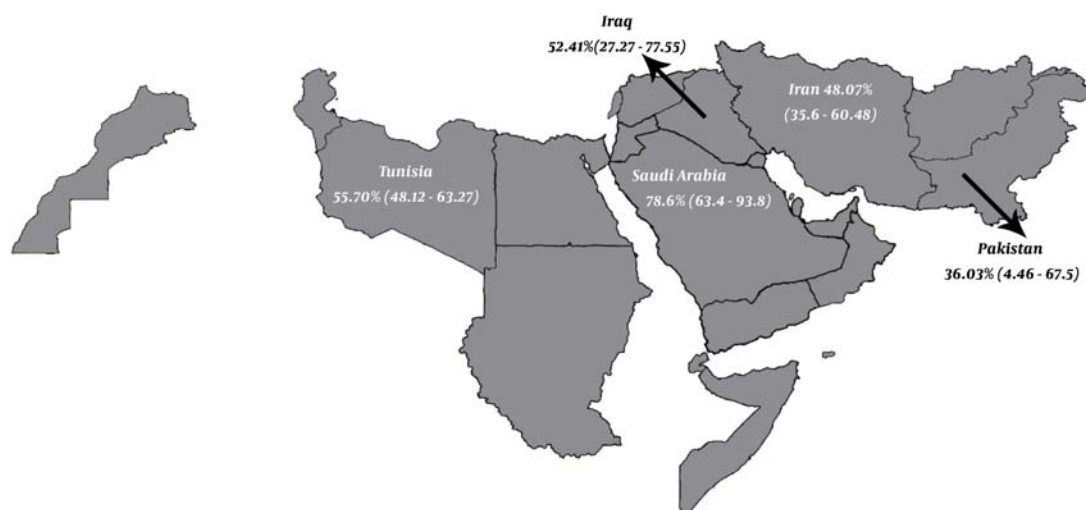 Iraq
52.41%(27.27 - 77.55)
Iran 48.07%
(35.6 - 60.48)
Tunisia
55.70% (48.12 - 63.27)
Saudi Arabia
78.6% (63.4 - 93.8)
Pakistan
36.03% (4.46 - 67.5)